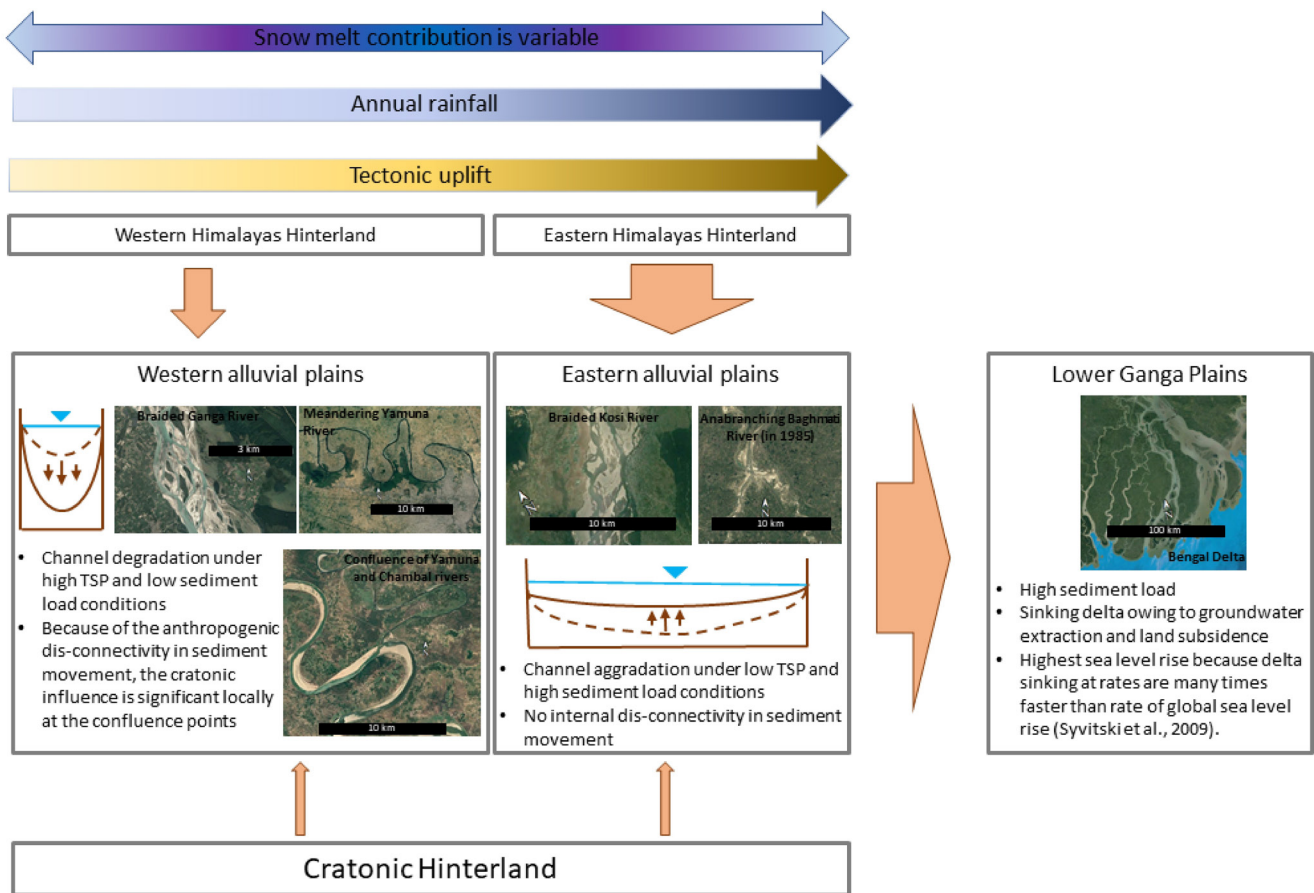 Snow melt contribution is variable
Annual rainfall
Tectonic uplift
Western Himalayas Hinterland
Eastern Himalayas Hinterland
Western alluvial plains
Braided Ganga River
3 km
N
Meandering Yamuna
River
10 km
• Channel degradation under
high TSP and low sediment
load conditions
• Because of the anthropogenic
dis-connectivity in sediment
movement, the cratonic
influence is significant locally
at the confluence points
Confluence of Yamuna
and Chambal rivers
10 km
Eastern alluvial plains
Braided Kosi River
N
10 km
Anabranching Baghmati
River (in 1985)
N
10 km
• Channel aggradation under low TSP and
high sediment load conditions
• No internal dis-connectivity in sediment
movement
Lower Ganga Plains
N
100 km
Bengal Delta
• High sediment load
• Sinking delta owing to groundwater
extraction and land subsidence
• Highest sea level rise because delta
sinking at rates are many times
faster than rate of global sea level
rise (Syvitski et al., 2009).
Cratonic Hinterland